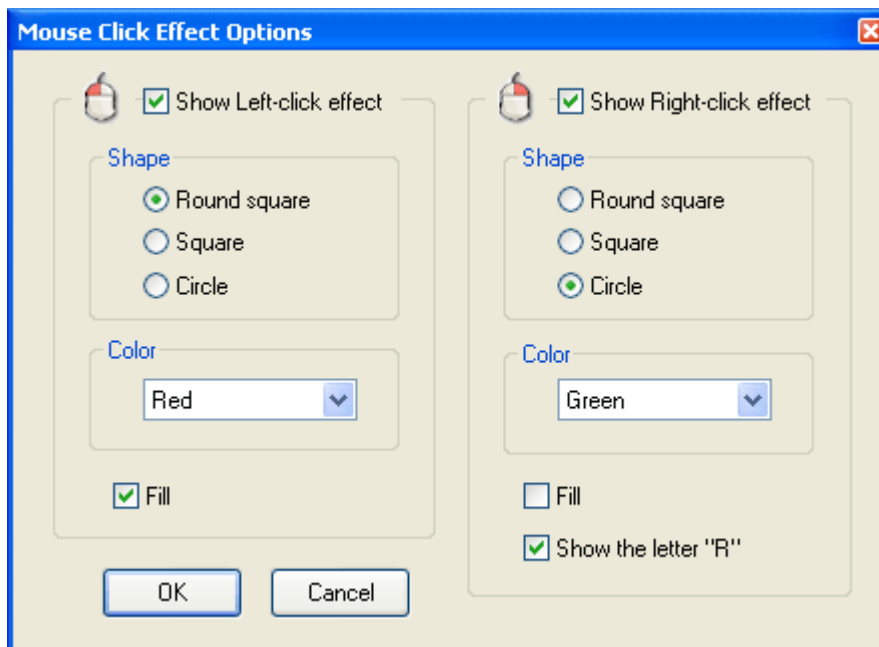 Mouse Click Effect Options
Show Left-click effect
Shape
Round square
Square
Circle
Color
Red
Fill
OK
Cancel
Show Right-click effect
Shape
Round square
Square
Circle
Color
Green
Fill
Show the letter "R"